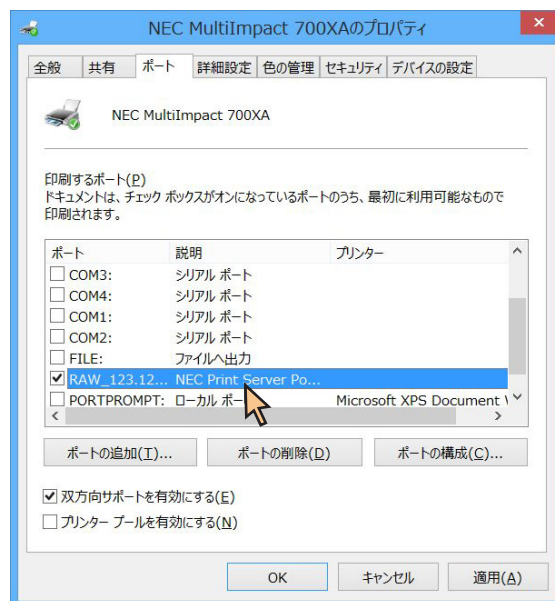 NEC MultiImpact 700XAのプロパティ
全般 共有 ポート 詳細設定 色の管理 セキュリティ デバイスの設定
NEC MultiImpact 700XA
印刷するポート(P)
ドキュメントは、チェック ボックスがオンになっているポートのうち、最初に利用可能なもので
印刷されます。
ポート 説明 プリンター
COM3: シリアル ポート
COM4: シリアル ポート
COM1: シリアル ポート
COM2: シリアル ポート
FILE: ファイルへ出力
RAW_123.12... NEC Print Server Po...
PORTPROMPT: ローカル ポー Microsoft XPS Document
ポートの追加(T)... ポートの削除(D) ポートの構成(C)...
双方向サポートを有効にする(E)
プリンター プールを有効にする(N)
OK キャンセル 適用(A)